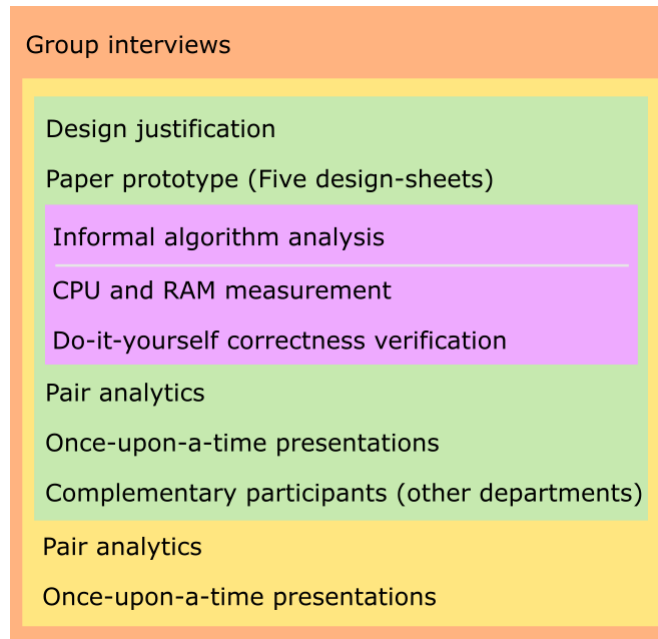 Group interviews
Design justification
Paper prototype (Five design-sheets)
Informal algorithm analysis
CPU and RAM measurement
Do-it-yourself correctness verification
Pair analytics
Once-upon-a-time presentations
Complementary participants (other departments)
Pair analytics
Once-upon-a-time presentations